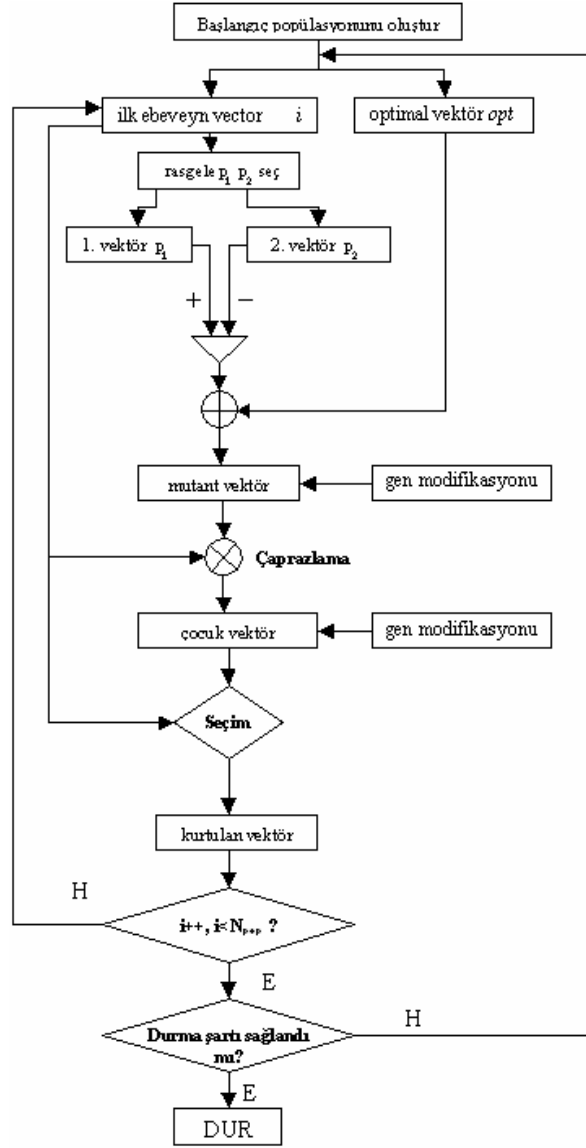 Başlangıç popülasyonunu oluştur
ilk ebeveyn vector i
optimal vektör opt
rasgele p1 p2 seç
1. vektör p1
2. vektör p2
+
−
mutant vektör
gen modifikasyonu
Çaprazlama
çocuk vektör
gen modifikasyonu
Seçim
kurtulan vektör
H
i++, i<Npop ?
E
Durma şartı sağlandı
mı?
H
E
DUR